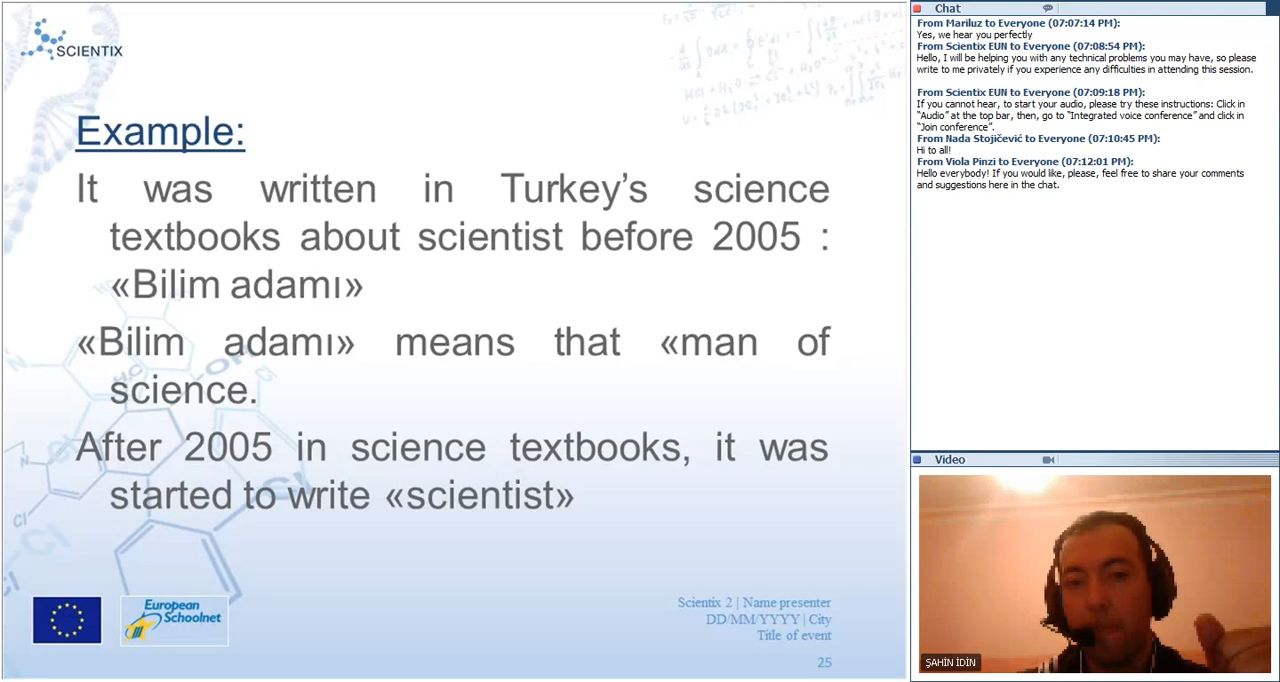 SCIENTIX
Example:
It was written in Turkey’s science
textbooks about scientist before 2005 :
«Bilim adamı»
«Bilim adamı» means that «man of
science.
After 2005 in science textbooks, it was
started to write «scientist»
European
Schoolnet
Scientix 2 | Name presenter
DD/MM/YYYY | City
Title of event
25
Chat
From Mariluz to Everyone (07:07:14 PM):
Yes, we hear you perfectly
From Scientix EUN to Everyone (07:08:54 PM):
Hello, I will be helping you with any technical problems you may have, so please
write to me privately if you experience any difficulties in attending this session.
From Scientix EUN to Everyone (07:09:18 PM):
If you cannot hear, to start your audio, please try these instructions: Click in
"Audio" at the top bar, then, go to "Integrated voice conference" and click in
"Join conference".
From Nada Stojičević to Everyone (07:10:45 PM):
Hi to all!
From Viola Pinzi to Everyone (07:12:01 PM):
Hello everybody! If you would like, please, feel free to share your comments
and suggestions here in the chat.
Video
ŞAHİN İDİN